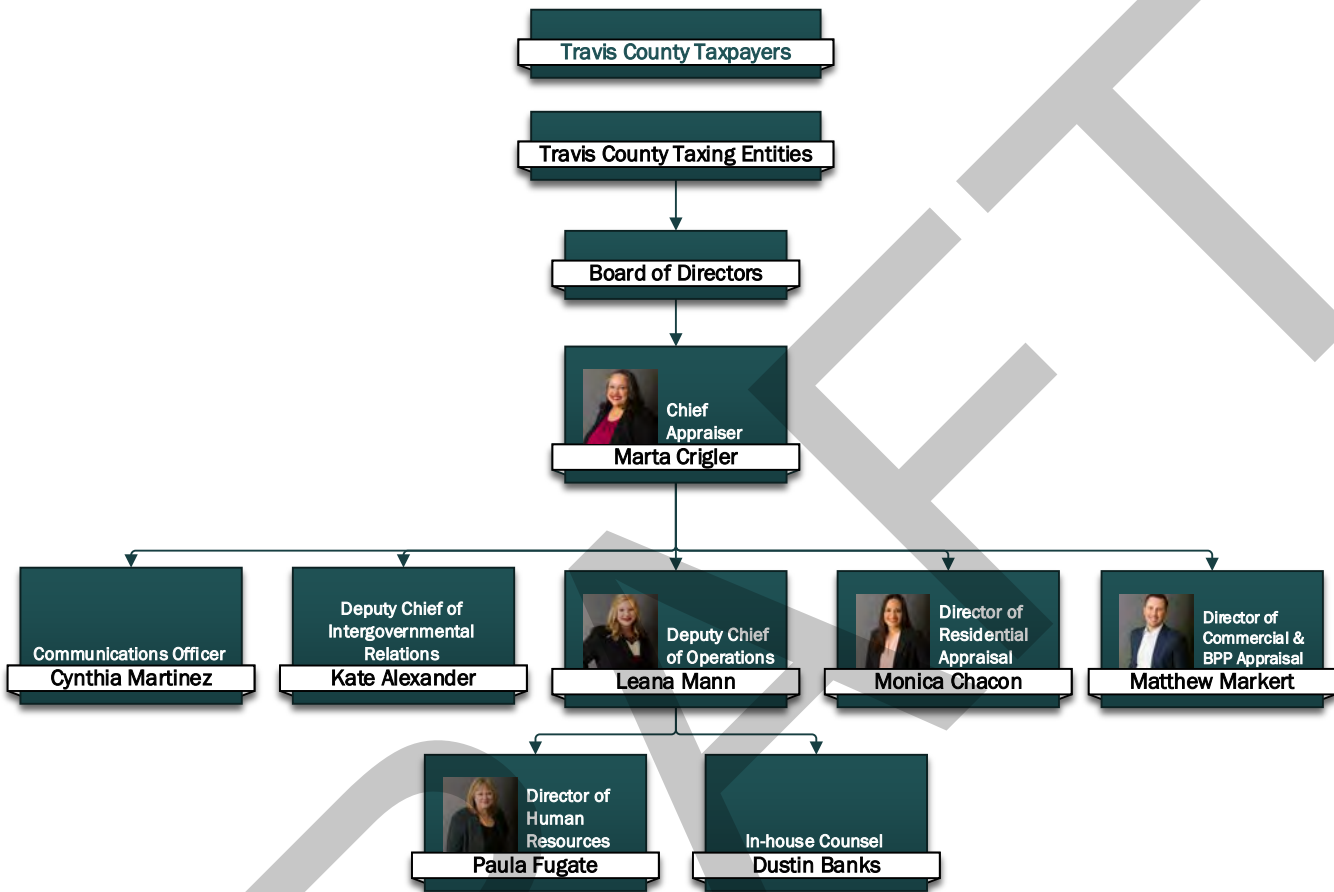 Travis County Taxpayers
Travis County Taxing Entities
Board of Directors
Chief
Appraiser
Marta Crigler
Communications Officer
Cynthia Martinez
Deputy Chief of
Intergovernmental
Relations
Kate Alexander
Deputy Chief
of Operations
Leana Mann
Director of
Residential
Appraisal
Monica Chacon
Director of
Commercial &
BPP Appraisal
Matthew Markert
Director of
Human
Resources
Paula Fugate
In-house Counsel
Dustin Banks